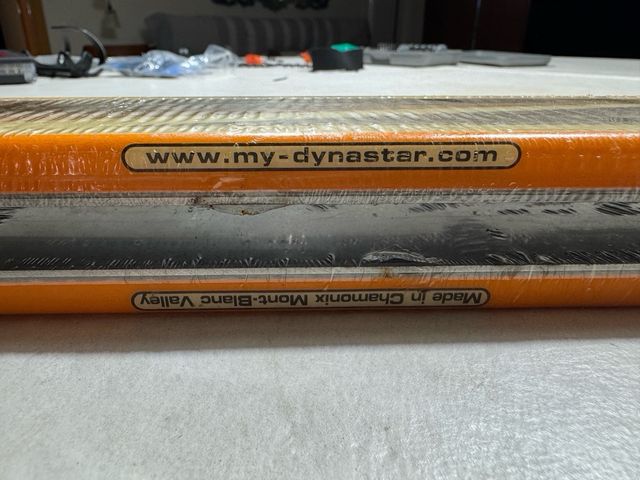 www.my-dynastar.com
Made in Chamonix Mont-Blanc Valley